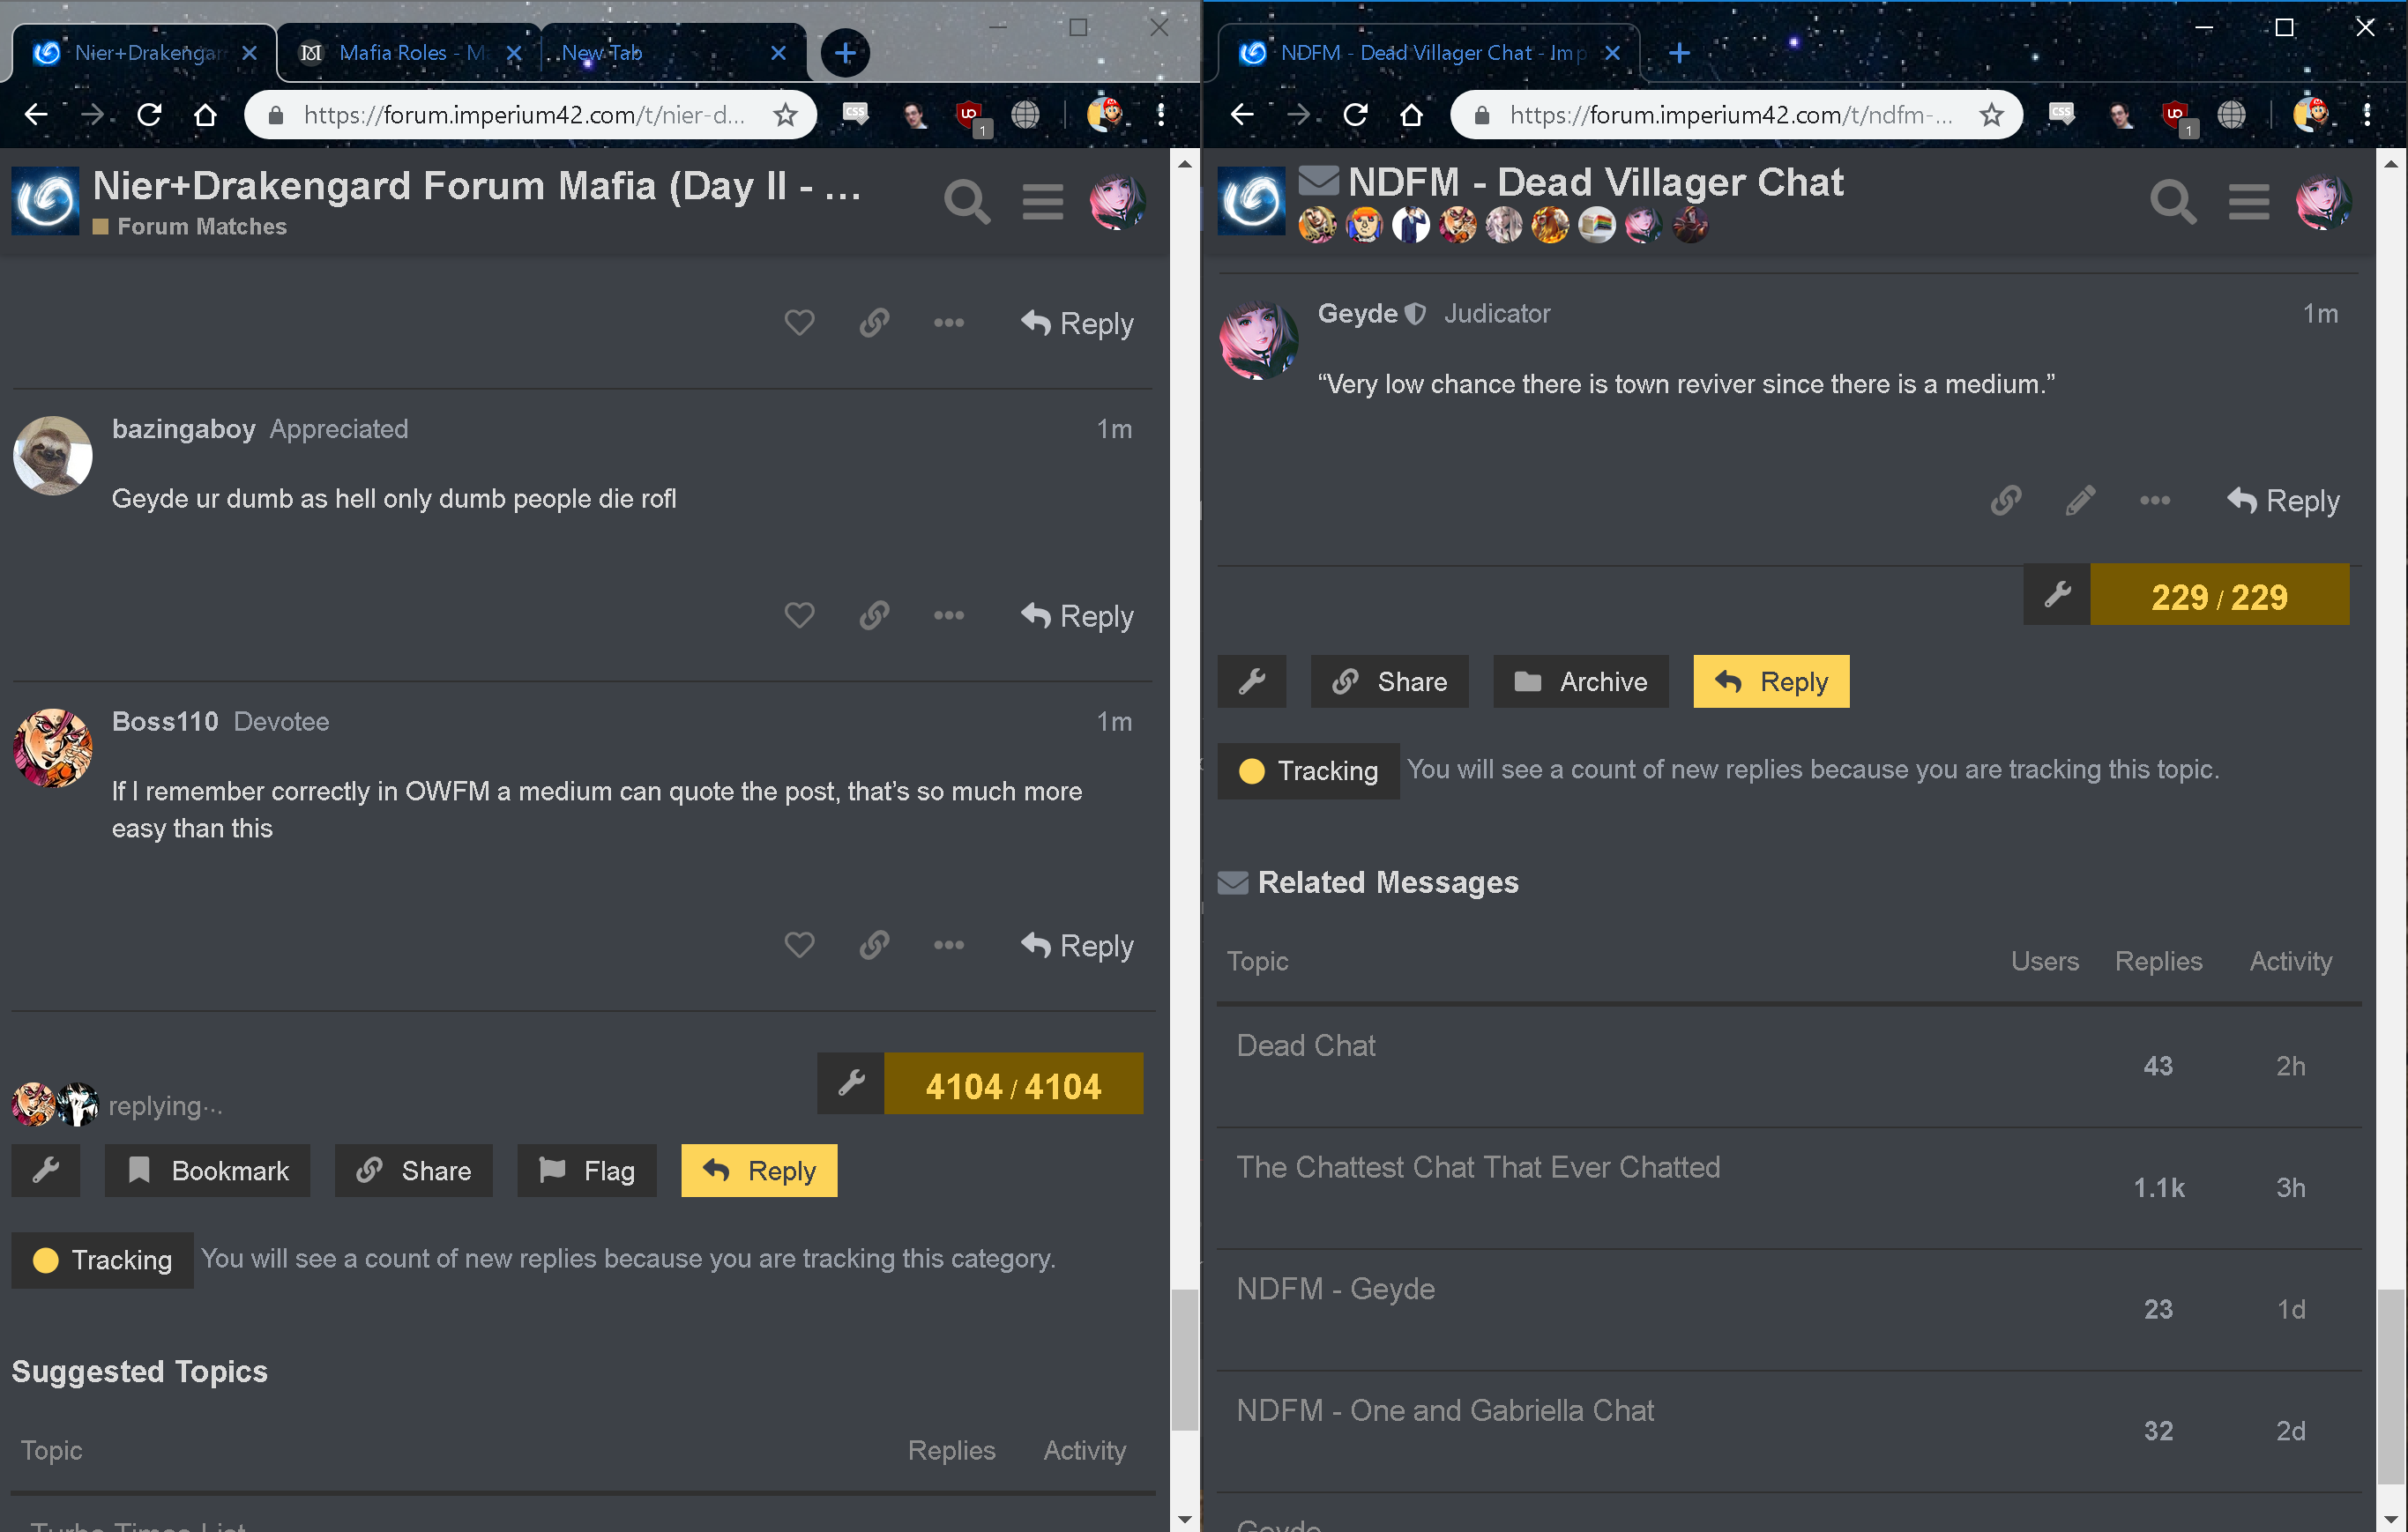 Nier+Drakengar
Mafia Roles - M
New Tab
https://forum.imperium42.com/t/nier-d...
1
Nier+Drakengard Forum Mafia (Day II - ...
Forum Matches
Reply
bazingaboy Appreciated 1m
Geyde ur dumb as hell only dumb people die rofl
Reply
Boss110 Devotee 1m
If I remember correctly in OWFM a medium can quote the post, that's so much more
easy than this
Reply
4104 / 4104
replying...
Bookmark Share Flag Reply
Tracking You will see a count of new replies because you are tracking this category.
Suggested Topics
Topic Replies Activity
Turbo Times List
NDFM - Dead Villager Chat - Imp
https://forum.imperium42.com/t/ndfm-...
CSS
1
NDFM - Dead Villager Chat
Geyde Judicator 1m
“Very low chance there is town reviver since there is a medium.”
Reply
229 / 229
Share Archive Reply
Tracking You will see a count of new replies because you are tracking this topic.
Related Messages
Topic Users Replies Activity
Dead Chat 43 2h
The Chattest Chat That Ever Chatted 1.1k 3h
NDFM - Geyde 23 1d
NDFM - One and Gabriella Chat 32 2d
Geyde